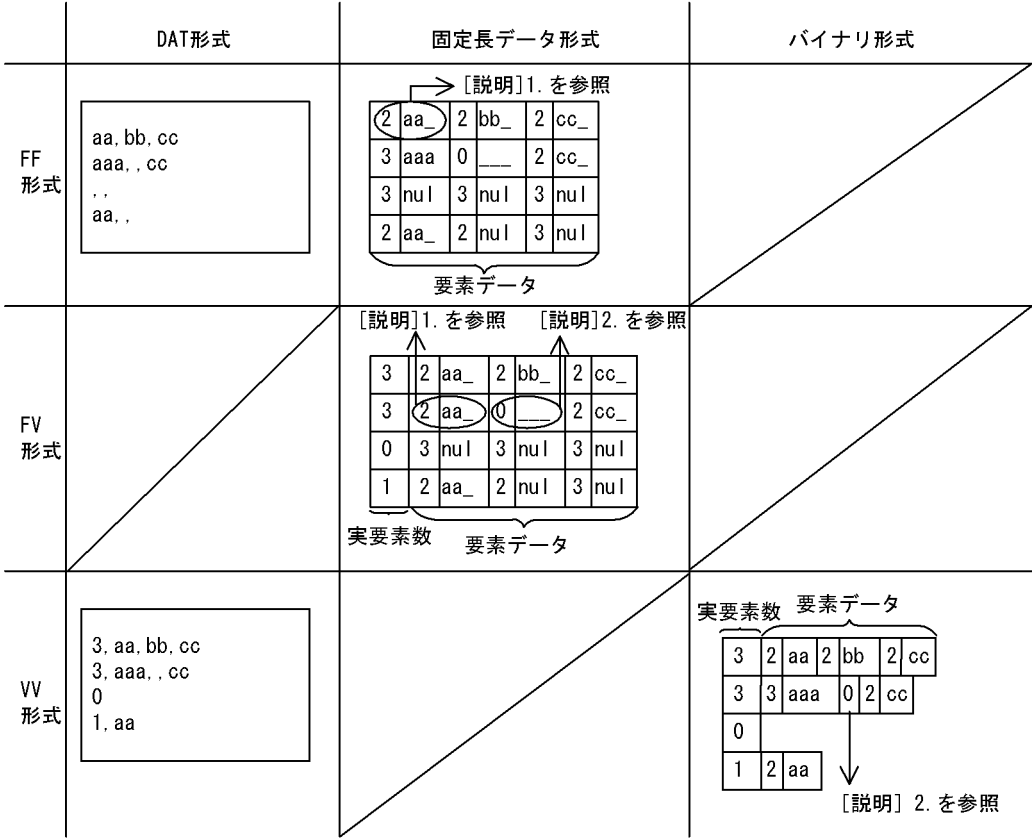 DAT形式 固定長データ形式 バイナリ形式
FF
形式
aa,bb,cc
aaa,,cc
,,
aa,,
[説明]1.を参照
2 aa_ 2 bb_ 2 cc_
3 aaa 0 ___ 2 cc_
3 nul 3 nul 3 nul
2 aa_ 2 nul 3 nul
要素データ
FV
形式
[説明]1.を参照 [説明]2.を参照
3 2 aa_ 2 bb_ 2 cc_
3 2 aa_ 0 ___ 2 cc_
0 3 nul 3 nul 3 nul
1 2 aa_ 2 nul 3 nul
実要素数 要素データ
VV
形式
3,aa,bb,cc
3,aaa,,cc
0
1,aa
実要素数 要素データ
3 2 aa 2 bb 2 cc
3 3 aaa 0 2 cc
0
1 2 aa
[説明] 2.を参照